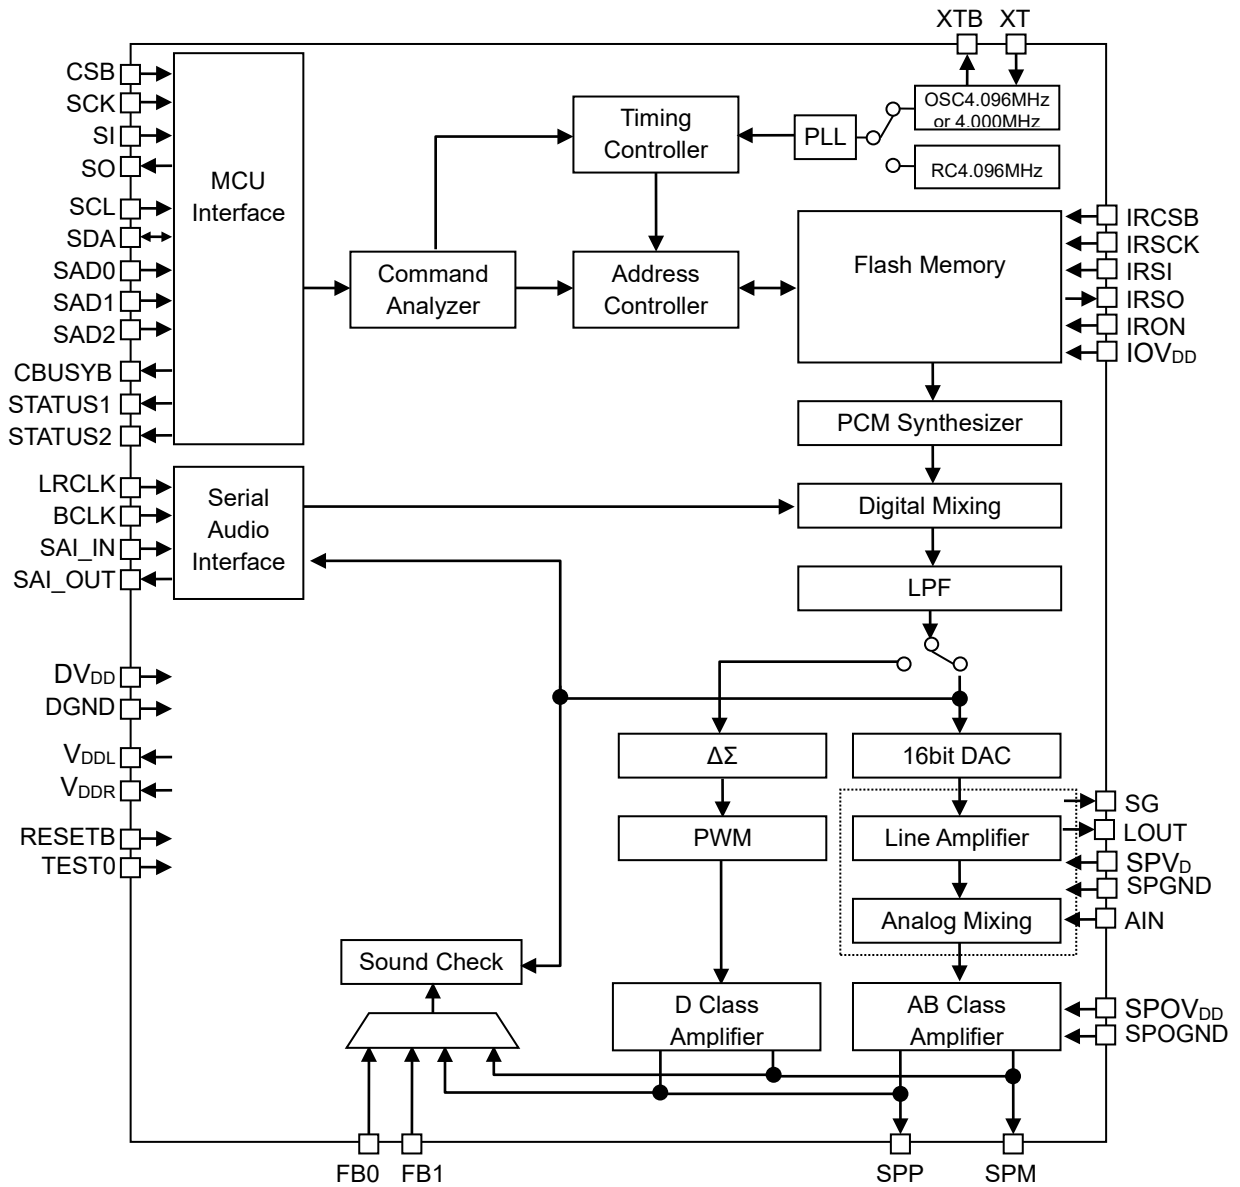 XTB XT
CSB
SCK
SI
SO
SCL
SDA
SAD0
SAD1
SAD2
CBUSYB
STATUS1
STATUS2
MCU
Interface
Timing
Controller
PLL
OSC4.096MHz
or 4.000MHz
RC4.096MHz
Command
Analyzer
Address
Controller
Flash Memory
IRCSB
IRSCK
IRSI
IRSO
IRON
IOVDD
PCM Synthesizer
LRCLK
BCLK
SAI_IN
SAI_OUT
Serial
Audio
Interface
Digital Mixing
LPF
DVDD
DGND
VDDL
VDDR
RESETB
TEST0
ΔΣ
16bit DAC
PWM
Line Amplifier
Analog Mixing
SG
LOUT
SPVD
SPGND
AIN
Sound Check
D Class
Amplifier
AB Class
Amplifier
SPOVDD
SPOGND
FB0 FB1 SPP SPM